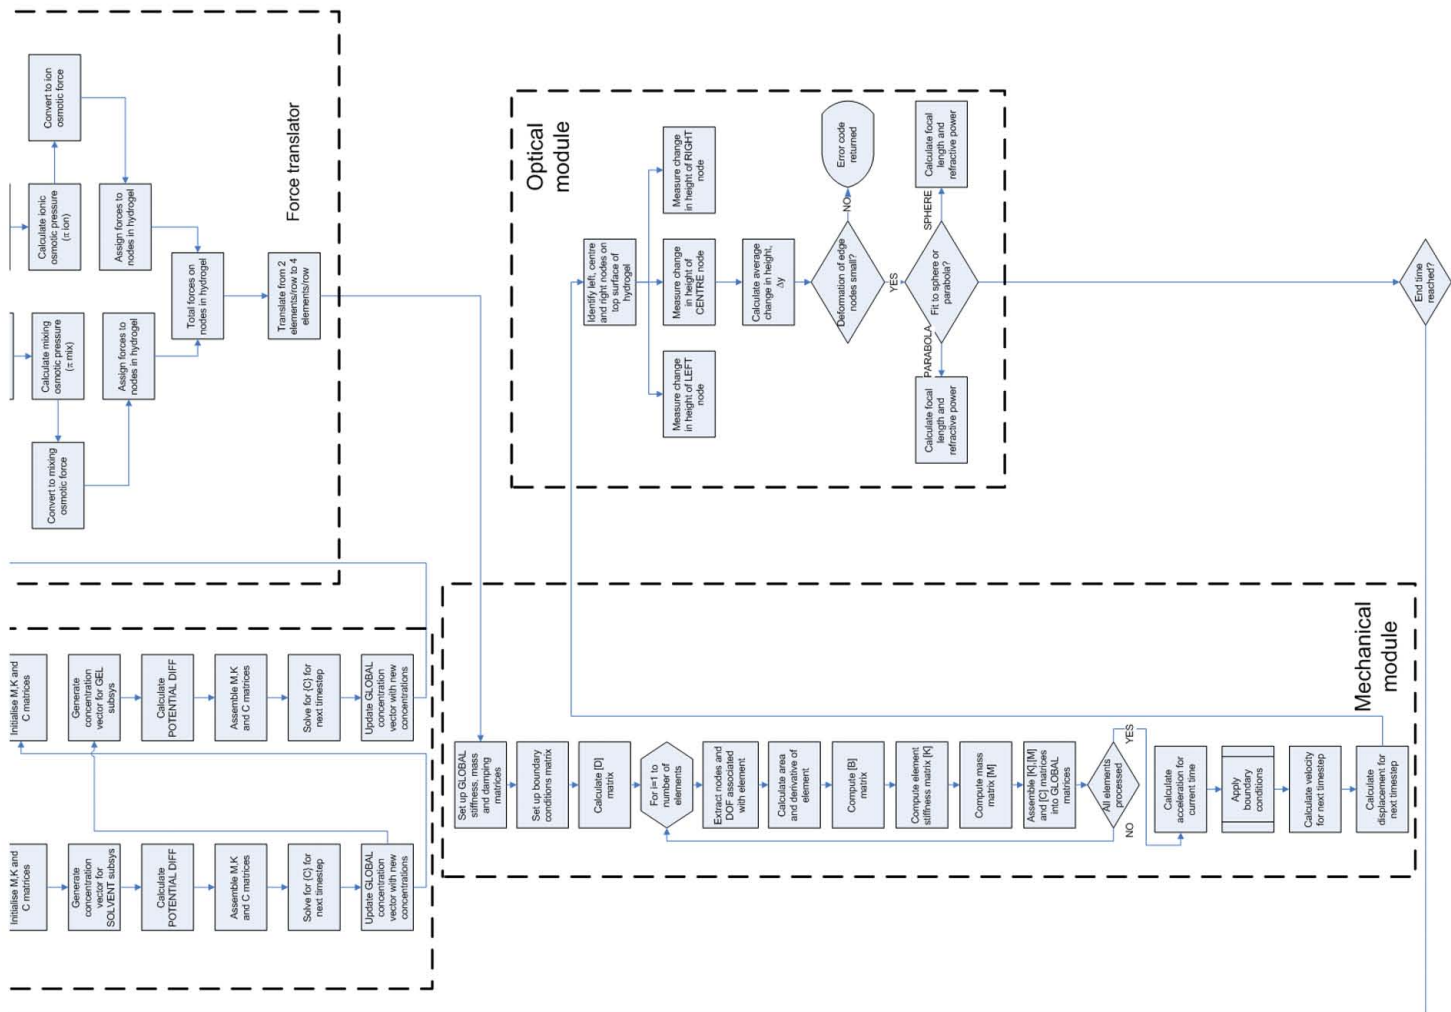 Convert to ion
osmotic force
Calculate ionic
osmotic pressure
(π ion)
Assign forces to
nodes in hydrogel
Calculate mixing
osmotic pressure
(π mix)
Convert to mixing
osmotic force
Assign forces to
nodes in hydrogel
Total forces on
nodes in hydrogel
Translate from 2
elements/row to 4
elements/row
Force translator
Initialise M,K and
C matrices
Generate
concentration
vector for GEL
subsys
Calculate
POTENTIAL DIFF
Assemble M,K
and C matrices
Solve for {C} for
next timestep
Update GLOBAL
concentration
vector with new
concentrations
Initialise M,K and
C matrices
Generate
concentration
vector for
SOLVENT subsys
Calculate
POTENTIAL DIFF
Assemble M,K
and C matrices
Solve for {C} for
next timestep
Update GLOBAL
concentration
vector with new
concentrations
Set up GLOBAL
stiffness, mass
and damping
matrices
Set up boundary
conditions matrix
Calculate [D]
matrix
For i=1 to
number of
elements
Extract nodes and
DOF associated
with element
Calculate area
and derivative of
element
Compute [B]
matrix
Compute element
stiffness matrix [K]
Compute mass
matrix [M]
Assemble [K],[M]
and [C] matrices
into GLOBAL
matrices
All elements
processed
YES
NO
Calculate
acceleration for
current time
Apply
boundary
conditions
Calculate velocity
for next timestep
Calculate
displacement for
next timestep
Mechanical
module
Optical
module
Identify left, centre
and right nodes on
top surface of
hydrogel
Measure change
in height of LEFT
node
Measure change
in height of
CENTRE node
Measure change
in height of RIGHT
node
Calculate average
change in height,
Δy
Deformation of edge
nodes small?
NO
Error code
returned
YES
Fit to sphere or
parabola?
PARABOLA
SPHERE
Calculate focal
length and
refractive power
Calculate focal
length and
refractive power
End time
reached?